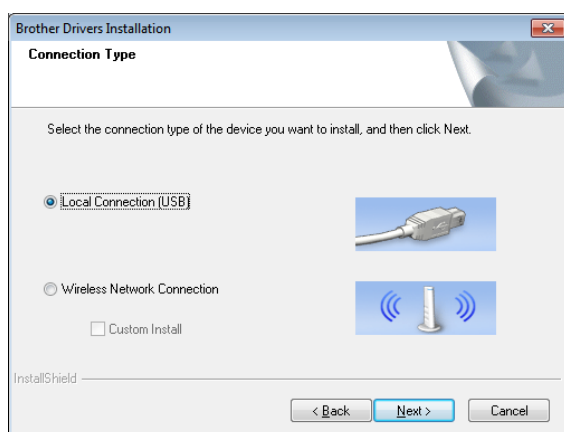 Brother Drivers Installation
Connection Type
Select the connection type of the device you want to install, and then click Next.
Local Connection (USB)
Wireless Network Connection
Custom Install
InstallShield
< Back
Next >
Cancel